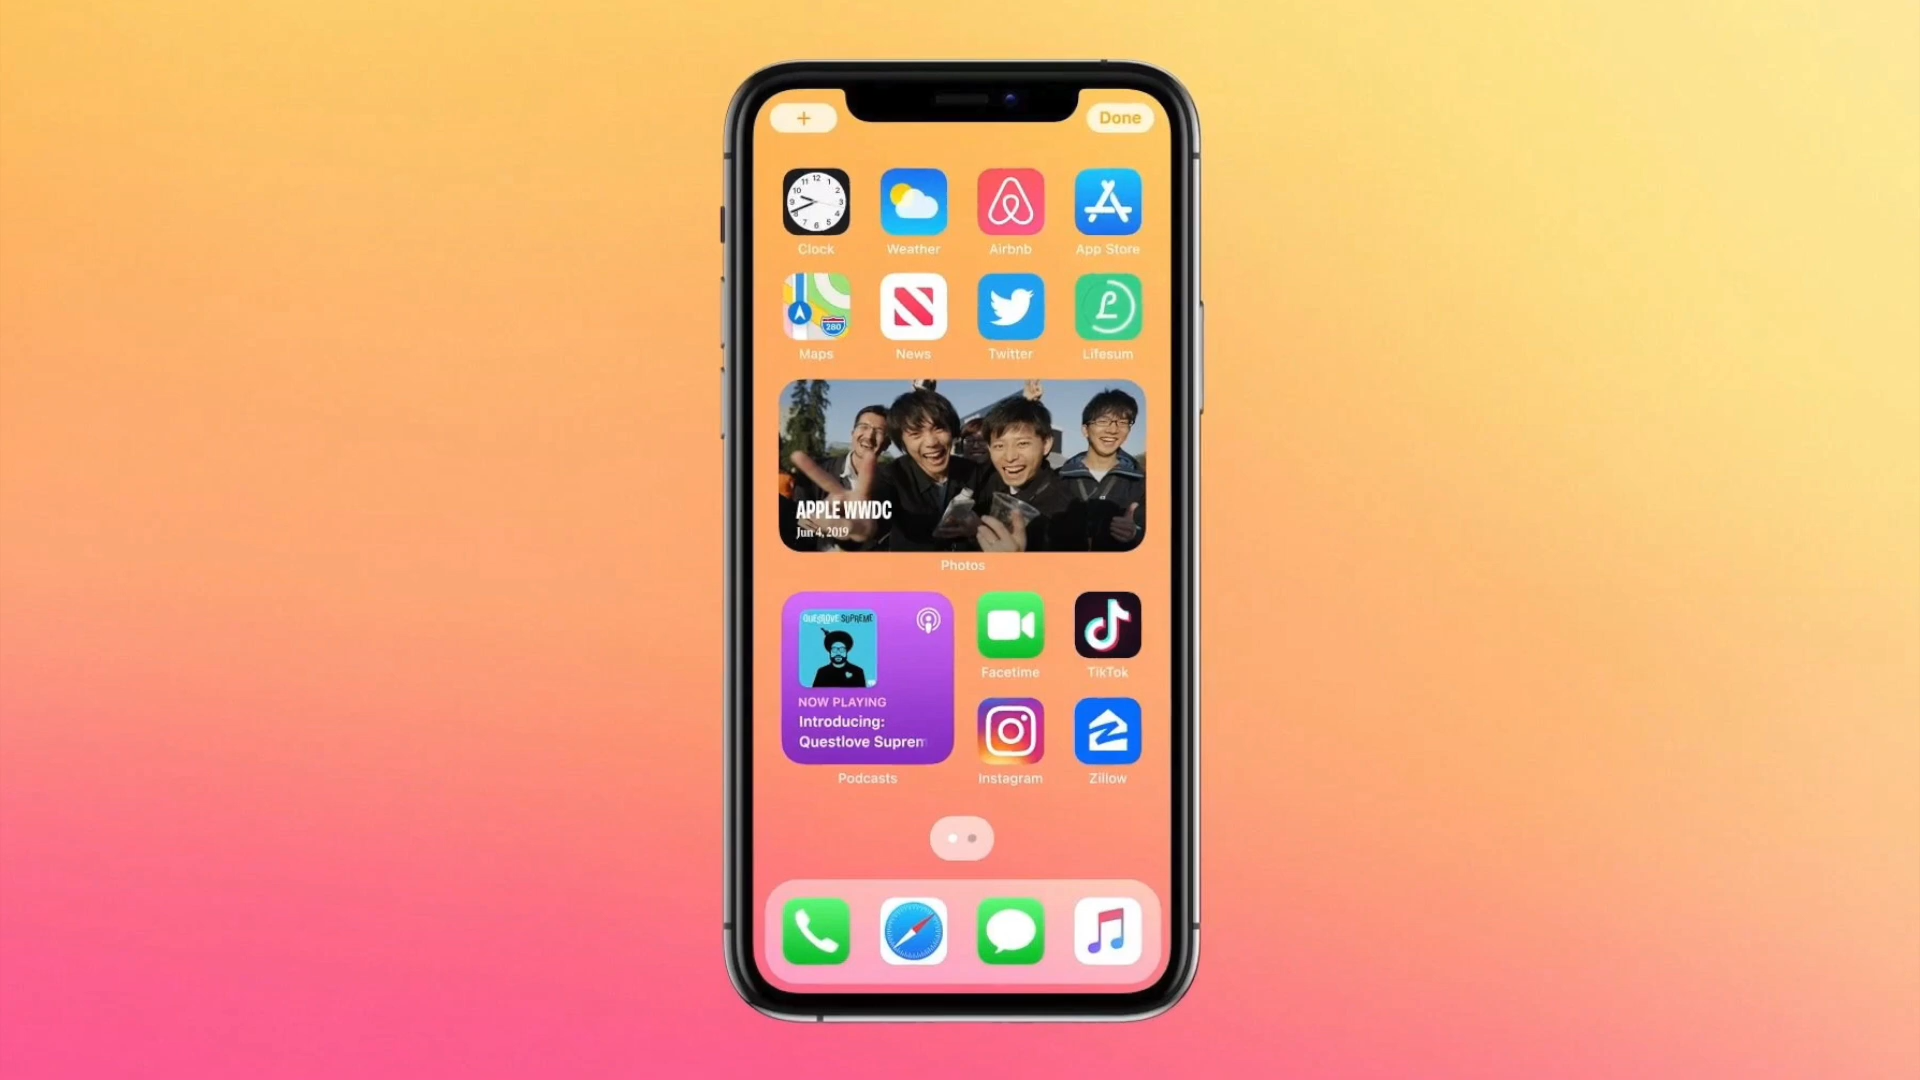 + Done
Clock Weather Airbnb App Store
280
Maps News Twitter Lifesum
APPLE WWDC
Jun 4, 2019
Photos
QUESTLOVE SUPREME
NOW PLAYING
Introducing:
Questlove Suprem
Podcasts
Facetime TikTok
Instagram Zillow